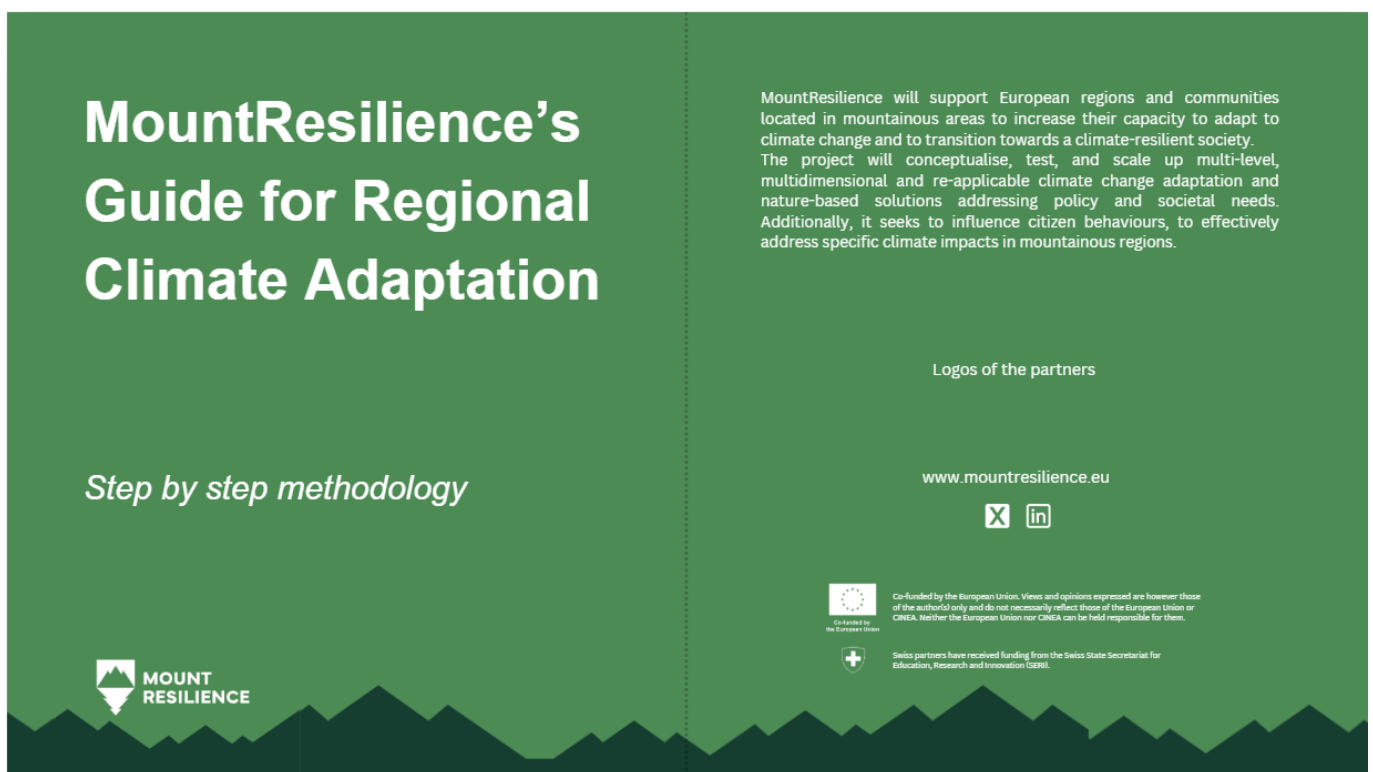 MountResilience’s
Guide for Regional
Climate Adaptation
Step by step methodology
MOUNT
RESILIENCE
MountResilience will support European regions and communities
located in mountainous areas to increase their capacity to adapt to
climate change and to transition towards a climate-resilient society.
The project will conceptualise, test, and scale up multi-level,
multidimensional and re-applicable climate change adaptation and
nature-based solutions addressing policy and societal needs.
Additionally, it seeks to influence citizen behaviours, to effectively
address specific climate impacts in mountainous regions.
Logos of the partners
www.mountresilience.eu
X in
Co-funded by
the European Union
Co-funded by the European Union. Views and opinions expressed are however those
of the author(s) only and do not necessarily reflect those of the European Union or
CINEA. Neither the European Union nor CINEA can be held responsible for them.
Swiss partners have received funding from the Swiss State Secretariat for
Education, Research and Innovation (SERI).